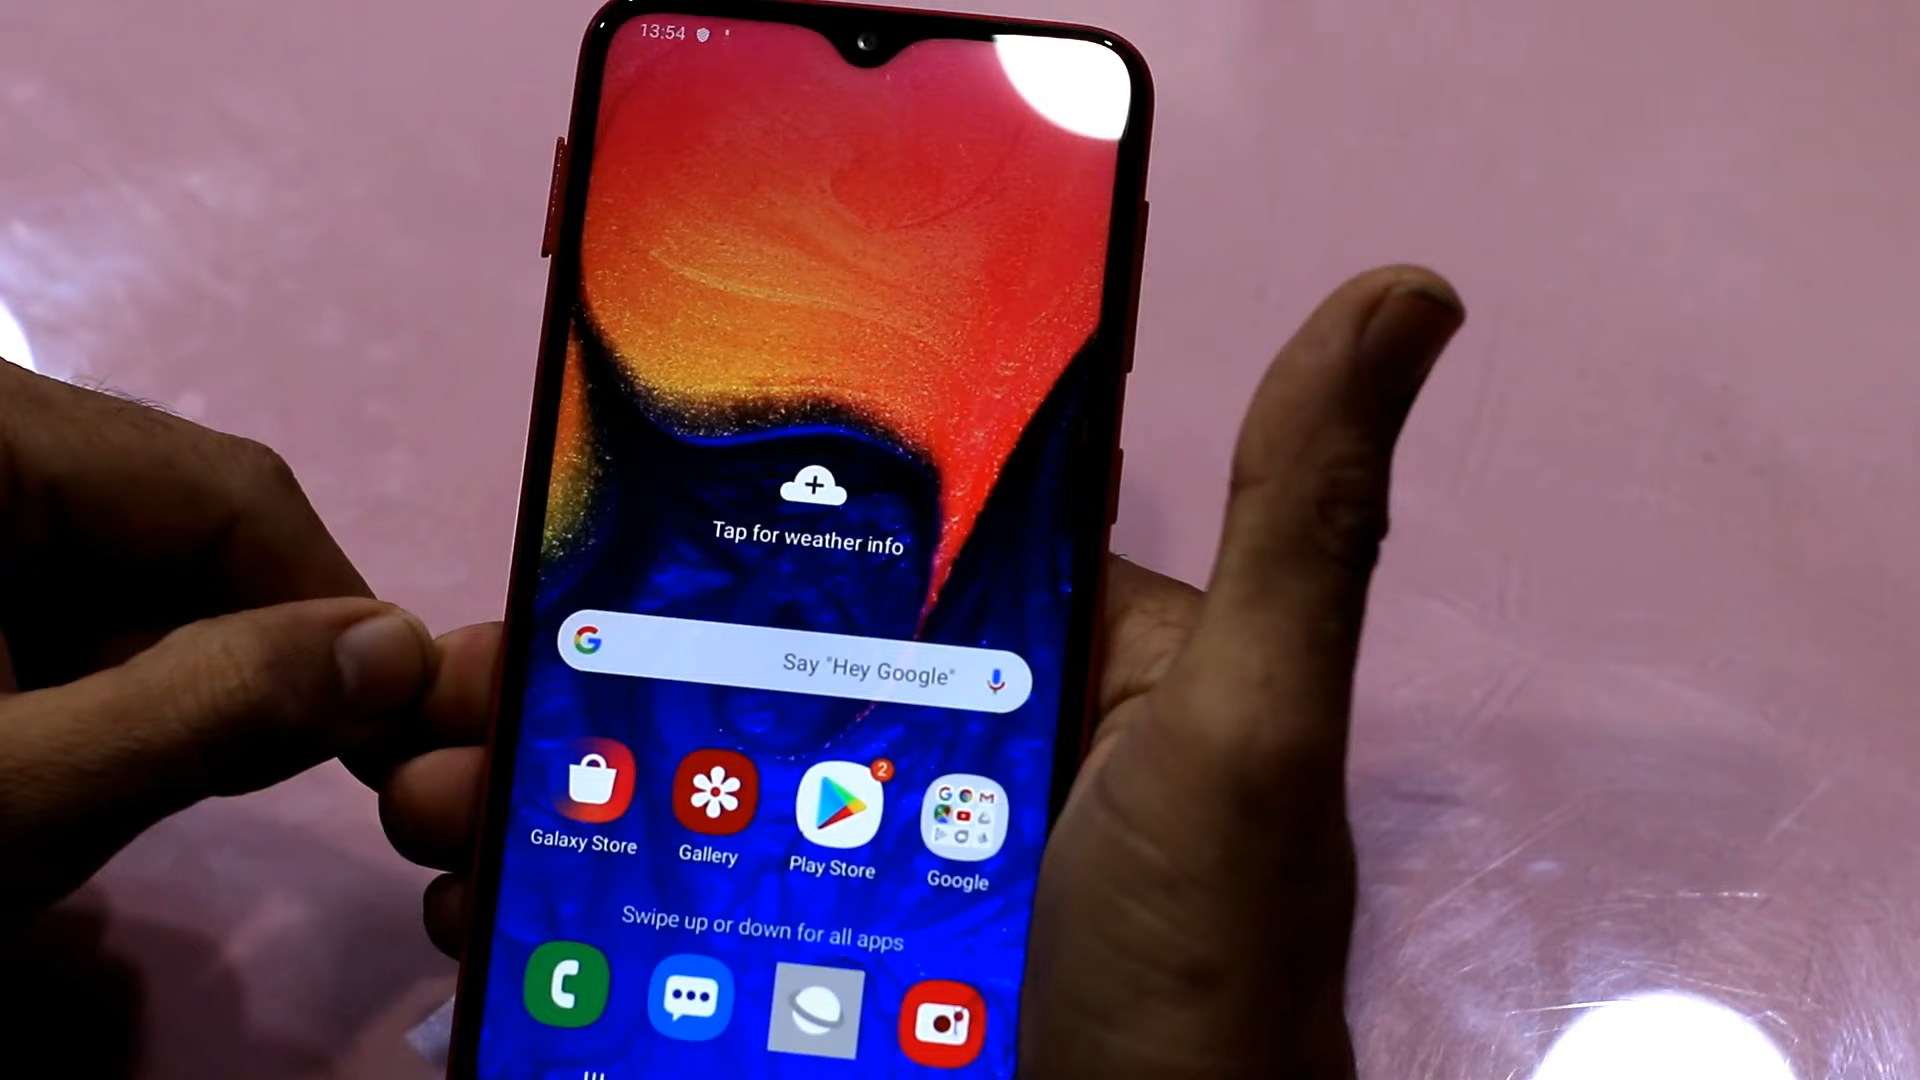 13:54
Tap for weather info
Say "Hey Google"
2
Galaxy Store
Gallery
Play Store
Google
Swipe up or down for all apps